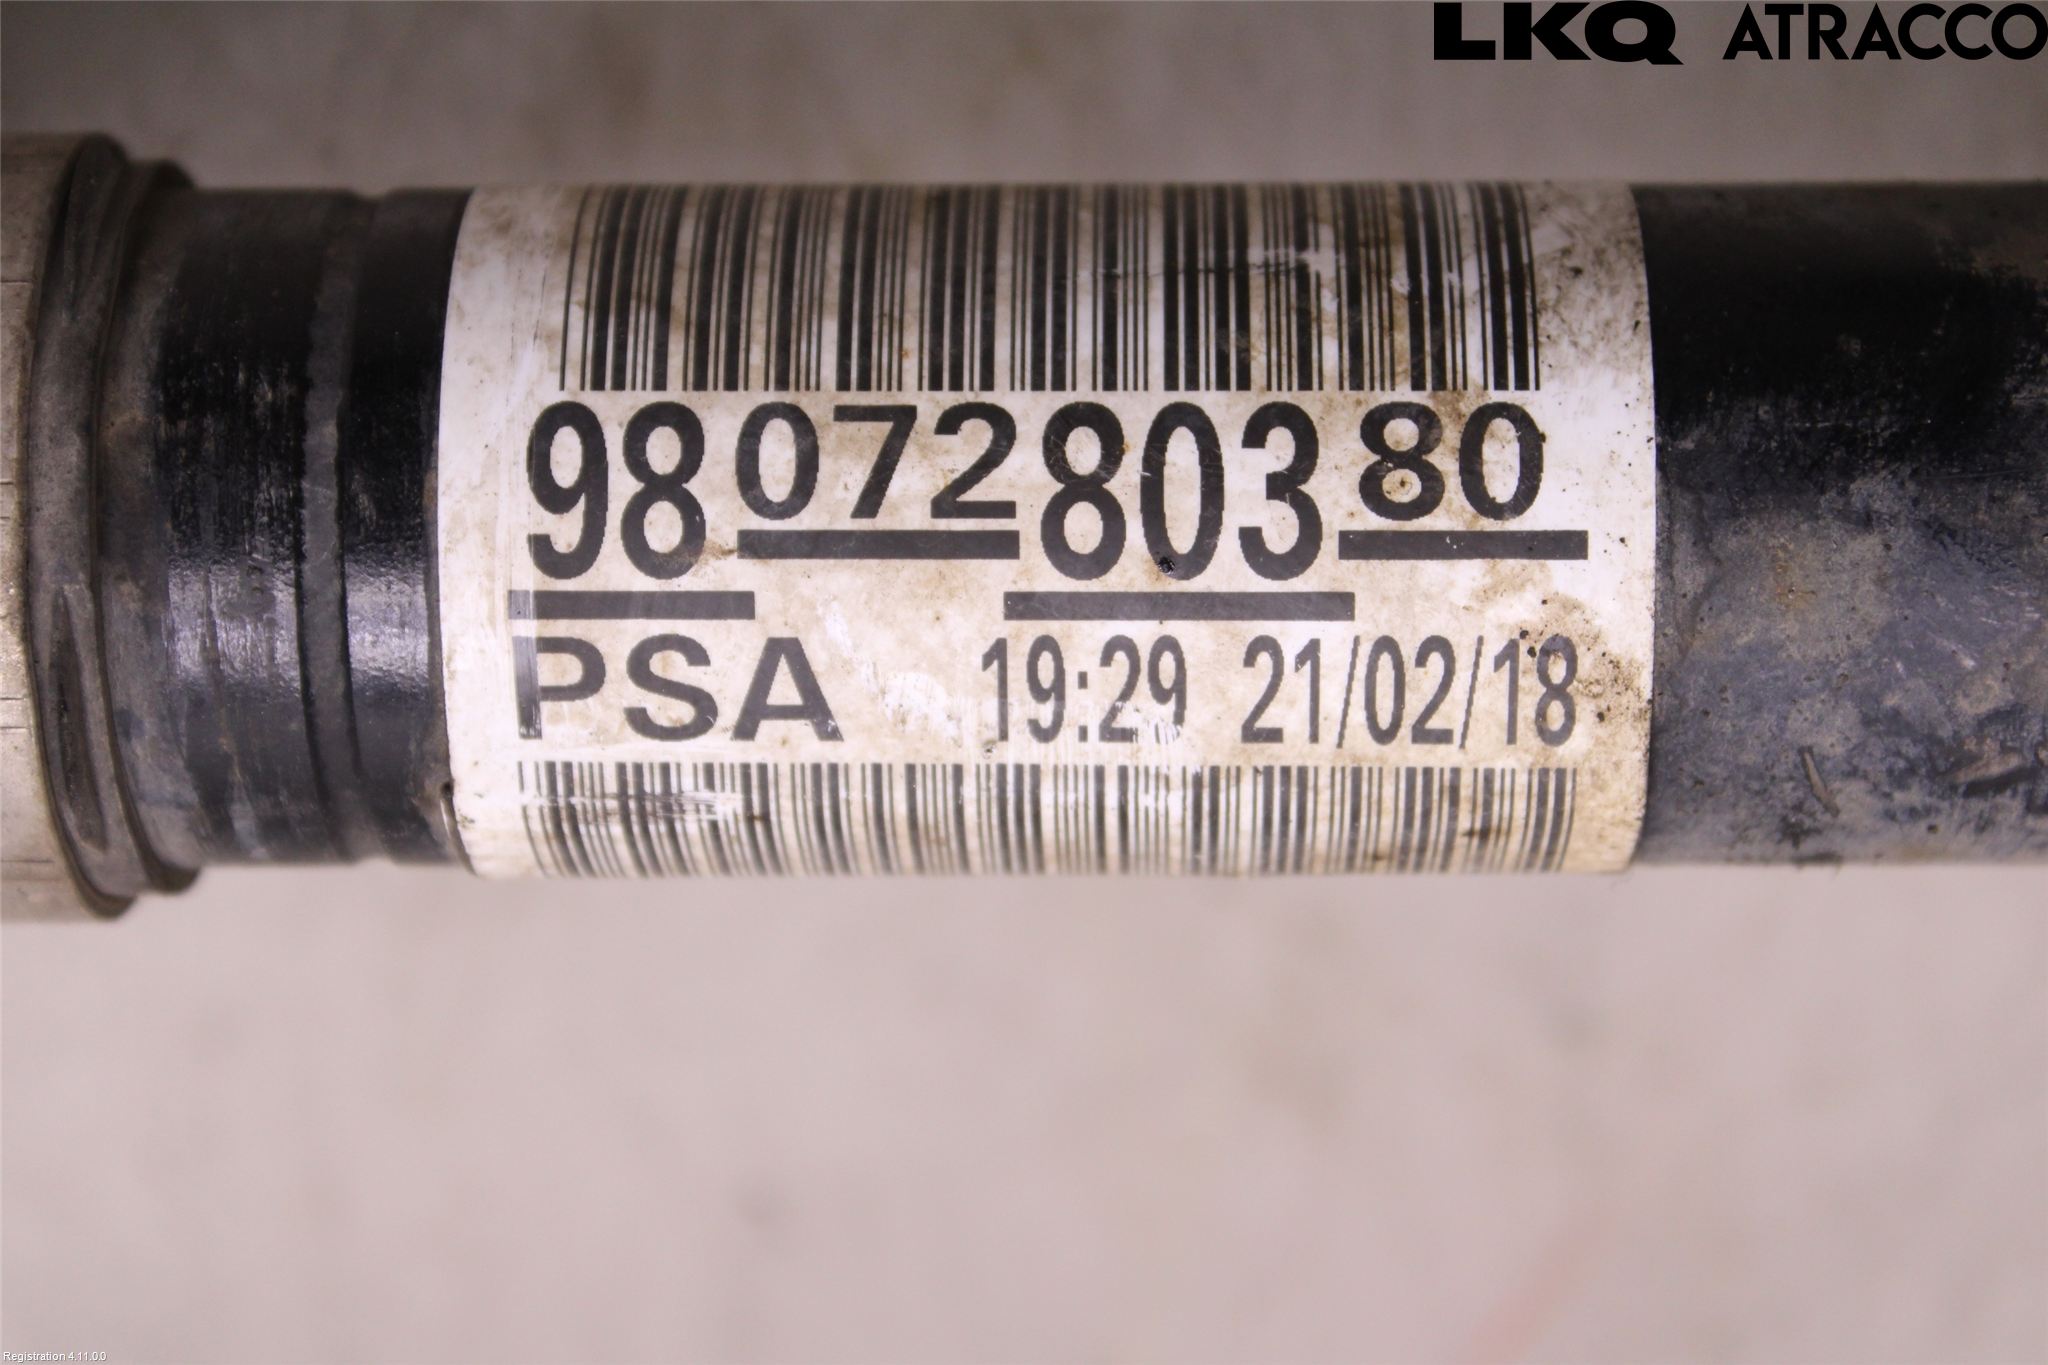 LKQ ATRACCO
9807280380
PSA 19:29 21/02/18
Registration 4.11.0.0